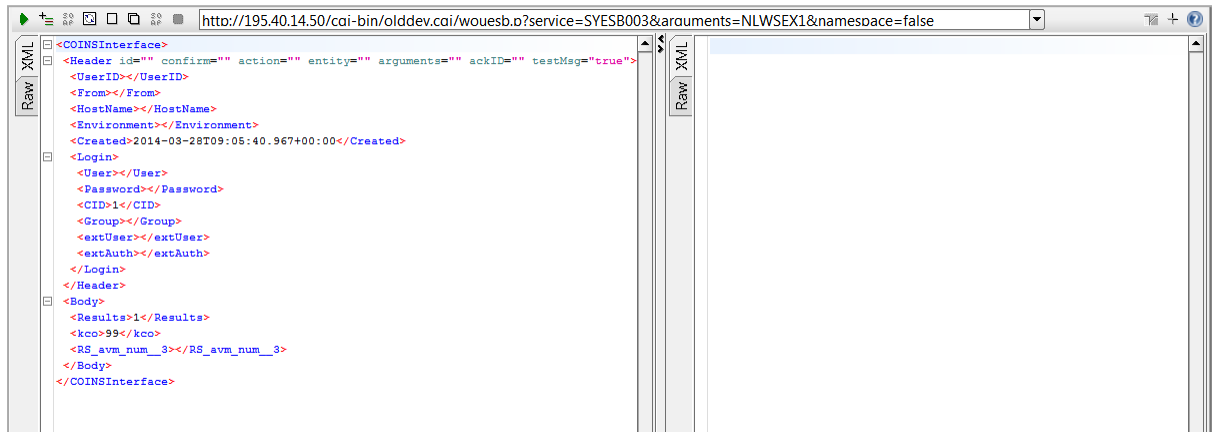 http://195.40.14.50/cgi-bin/olddev.cgi/wouesb.p?service=SYESB003&arguments=NLWSEX1&namespace=false
XML
Raw
<COINSInterface>
<Header id="" confirm="" action="" entity="" arguments="" ackID="" testMsg="true">
<UserID></UserID>
<From></From>
<HostName></HostName>
<Environment></Environment>
<Created>2014-03-28T09:05:40.967+00:00</Created>
<Login>
<User></User>
<Password></Password>
<CID>1</CID>
<Group></Group>
<extUser></extUser>
<extAuth></extAuth>
</Login>
</Header>
<Body>
<Results>1</Results>
<kco>99</kco>
<RS_avm_num__3></RS_avm_num__3>
</Body>
</COINSInterface>
XML
Raw